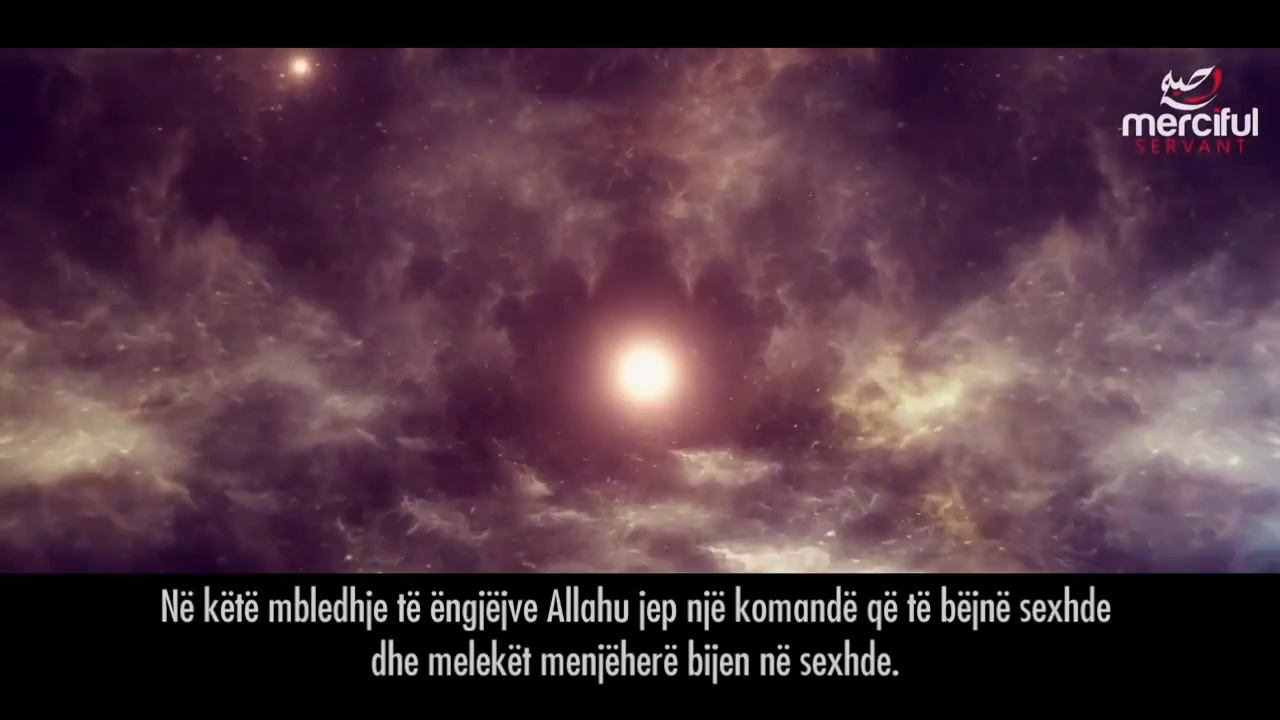 merciful
SERVANT
Në këtë mbledhje të ëngjëjve Allahu jep një komandë që të bëjnë sexhde
dhe melekët menjëherë bijen në sexhde.